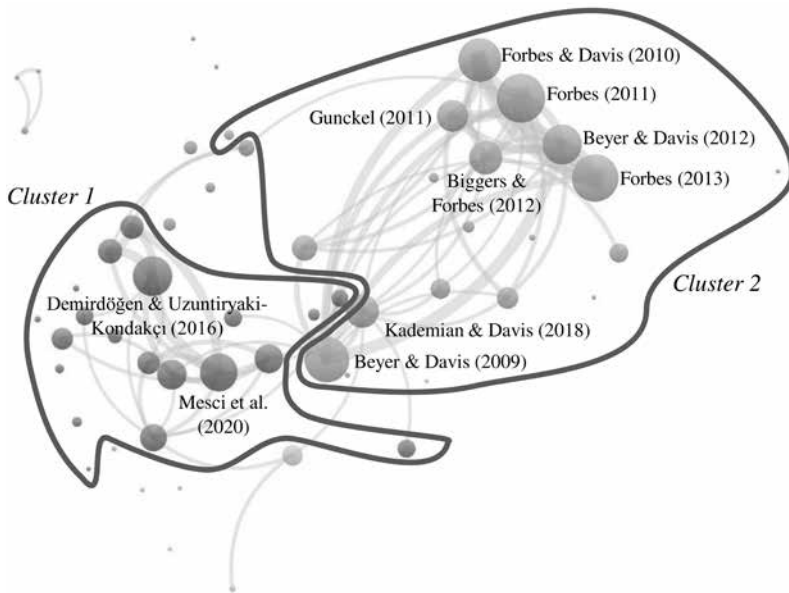 Forbes & Davis (2010)
Forbes (2011)
Gunckel (2011)
Beyer & Davis (2012)
Biggers &
Forbes (2012)
Forbes (2013)
Cluster 1
Cluster 2
Demirdöğen & Uzuntiryaki-
Kondakçı (2016)
Kademian & Davis (2018)
Beyer & Davis (2009)
Mesci et al.
(2020)